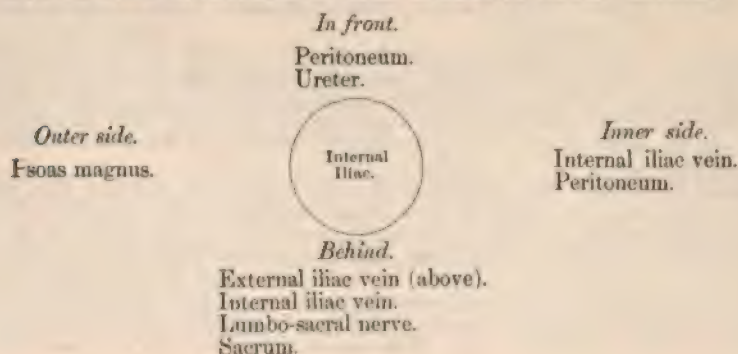 In front.
Peritoneum.
Ureter.
Outer side.
Psoas magnus.
Internal
Iliac.
Inner side.
Internal iliac vein.
Peritoneum.
Behind.
External iliac vein (above).
Internal iliac vein.
Lumbo-sacral nerve.
Sacrum.